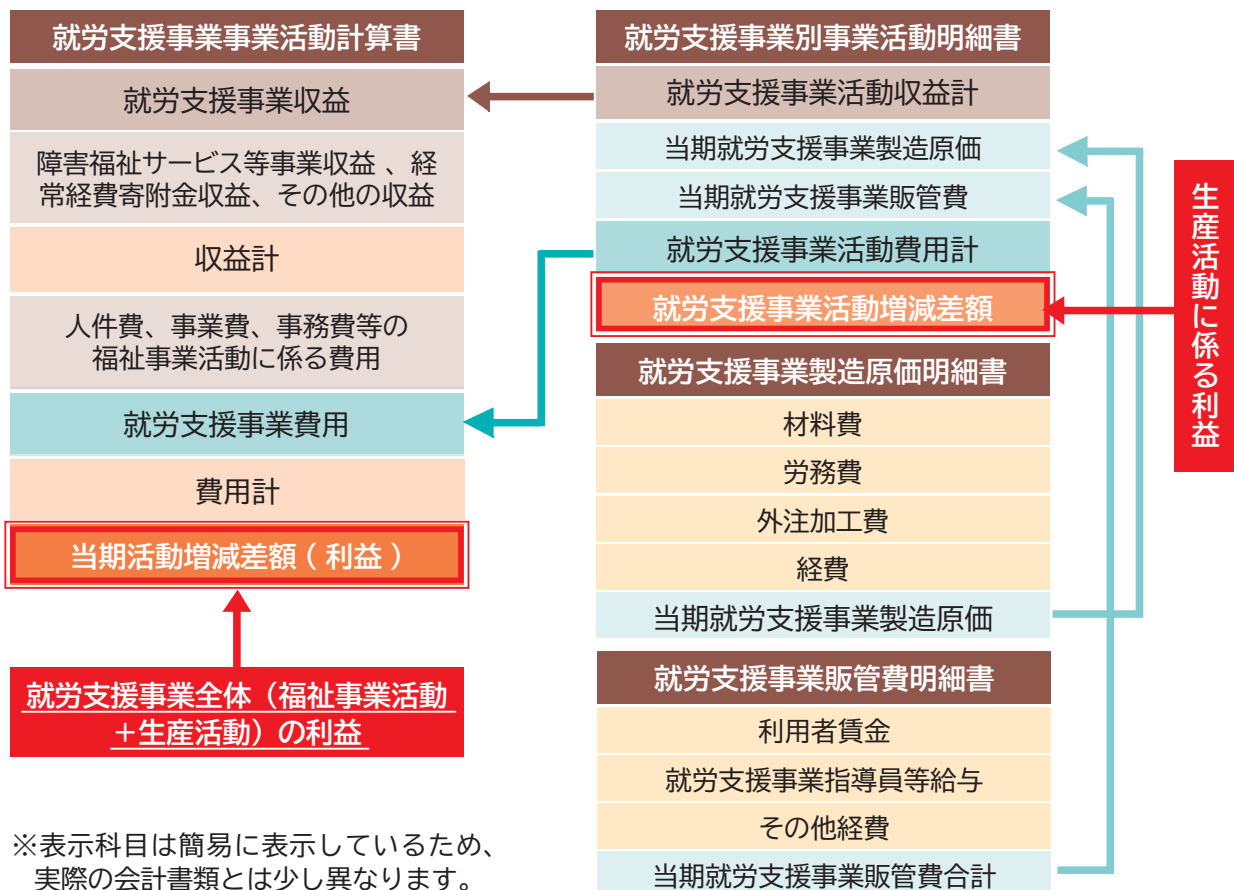 就労支援事業事業活動計算書
就労支援事業収益
障害福祉サービス等事業収益 、経
常経費寄附金収益、その他の収益
収益計
人件費、事業費、事務費等の
福祉事業活動に係る費用
就労支援事業費用
費用計
当期活動増減差額（利益）
就労支援事業全体（福祉事業活動
＋生産活動）の利益
※表示科目は簡易に表示しているため、
実際の会計書類とは少し異なります。
就労支援事業別事業活動明細書
就労支援事業活動収益計
当期就労支援事業製造原価
当期就労支援事業販管費
就労支援事業活動費用計
就労支援事業活動増減差額
就労支援事業製造原価明細書
材料費
労務費
外注加工費
経費
当期就労支援事業製造原価
就労支援事業販管費明細書
利用者賃金
就労支援事業指導員等給与
その他経費
当期就労支援事業販管費合計
生産活動に係る利益